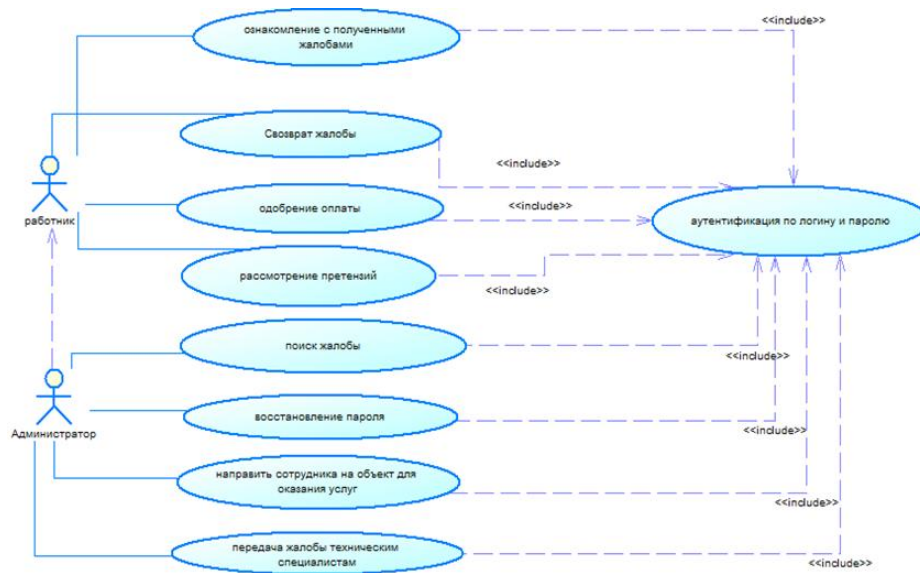 ознакомление с полученными
жалобами
<<include>>
Свозврат жалобы
<<include>>
работник
одобрение оплаты
<<include>>
аутентификация по логину и паролю
рассмотрение претензий
<<include>>
поиск жалобы
<<include>>
Администратор
восстановление пароля
<<include>>
направить сотрудника на объект для
оказания услуг
<<include>>
передача жалобы техническим
специалистам
<<include>>